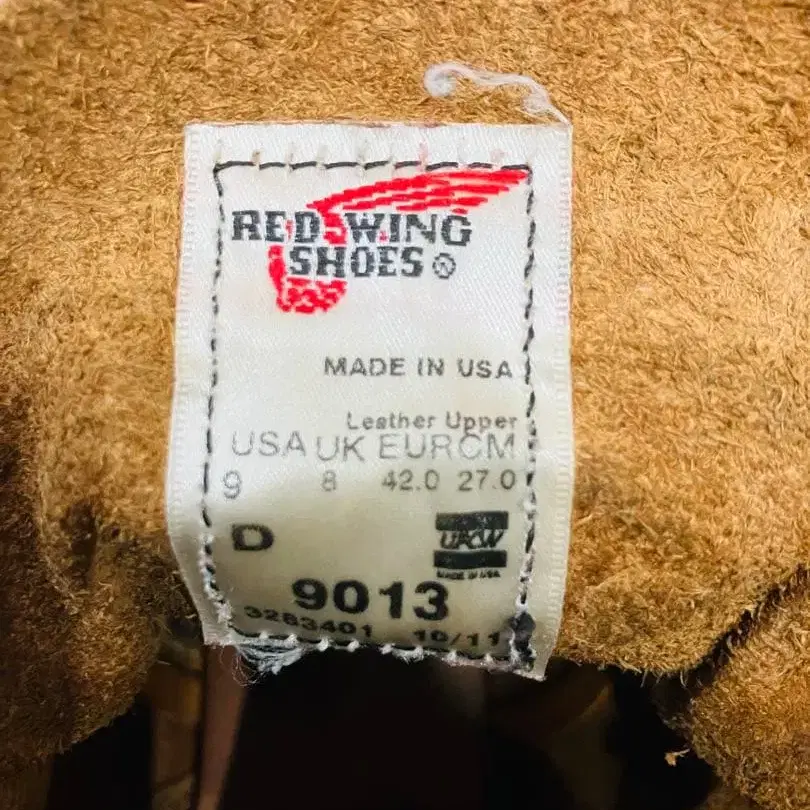 RED WING
SHOES ®
MADE IN USA
Leather Upper
USA UK EUR CM
9 8 42.0 27.0
D
UFCW
MADE IN USA
9013
3283401 10/11